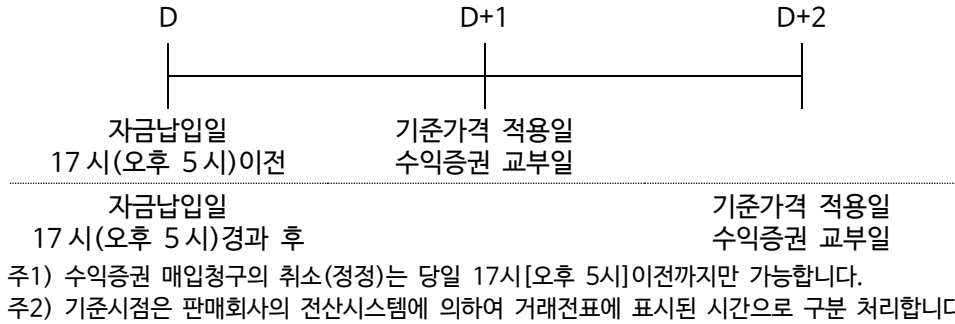 D D+1 D+2
자금납입일 기준가격 적용일
17시(오후 5시)이전 수익증권 교부일
자금납입일 기준가격 적용일
17시(오후 5시)경과 후 수익증권 교부일
주1) 수익증권 매입청구의 취소(정정)는 당일 17시[오후 5시]이전까지만 가능합니다.
주2) 기준시점은 판매회사의 전산시스템에 의하여 거래전표에 표시된 시간으로 구분 처리합니다